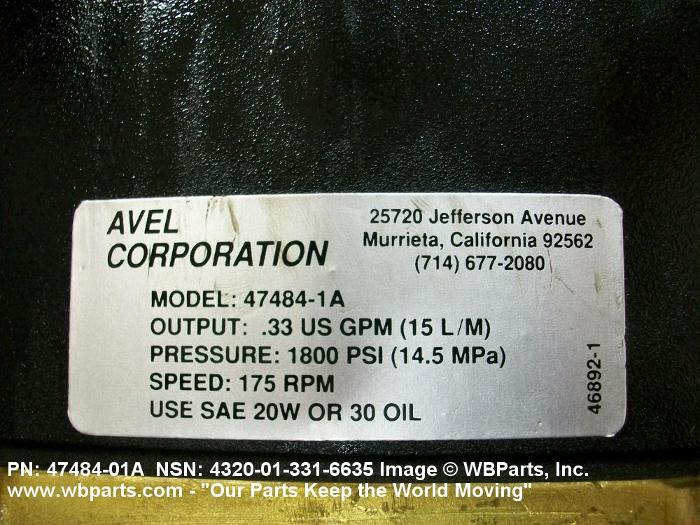 AVEL
CORPORATION
25720 Jefferson Avenue
Murrieta, California 92562
(714) 677-2080
MODEL: 47484-1A
OUTPUT: .33 US GPM (15 L/M)
PRESSURE: 1800 PSI (14.5 MPa)
SPEED: 175 RPM
USE SAE 20W OR 30 OIL
46892-1
PN: 47484-01A NSN: 4320-01-331-6635 Image © WBParts, Inc.
www.wbparts.com - "Our Parts Keep the World Moving"